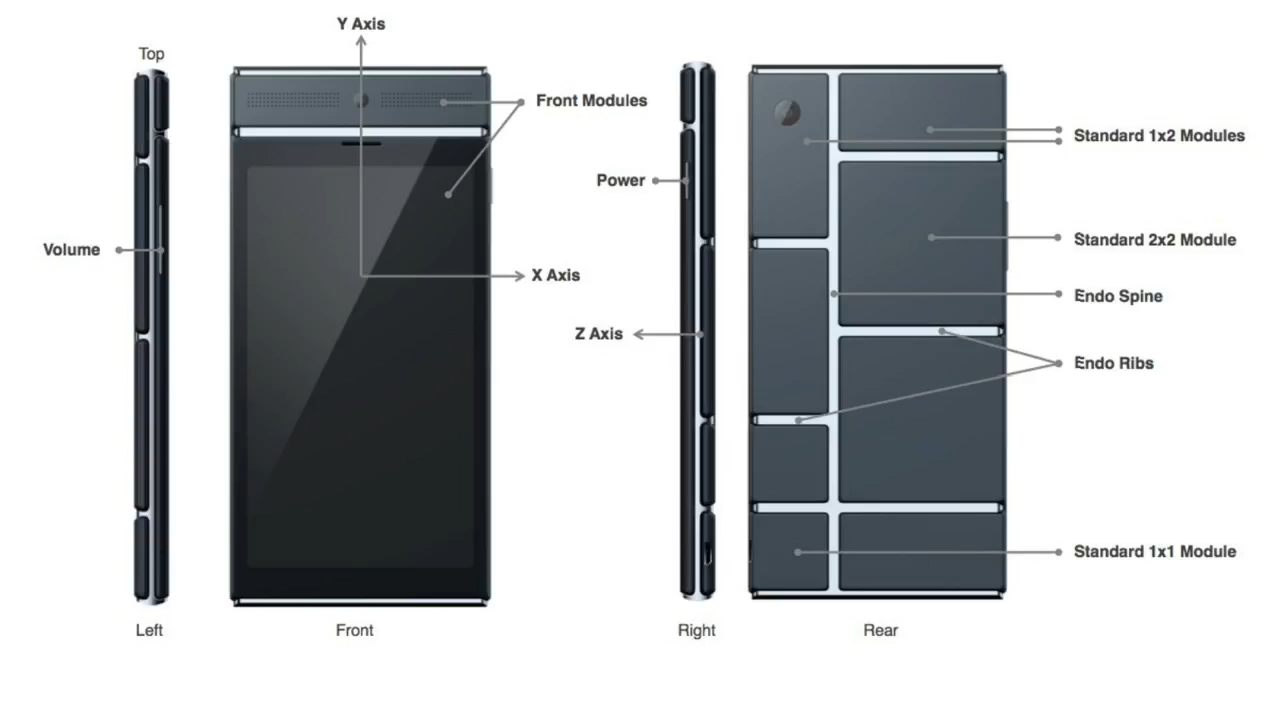 Y Axis
Top
Front Modules
Standard 1x2 Modules
Power
Volume
Standard 2x2 Module
X Axis
Endo Spine
Z Axis
Endo Ribs
Standard 1x1 Module
Left
Front
Right
Rear